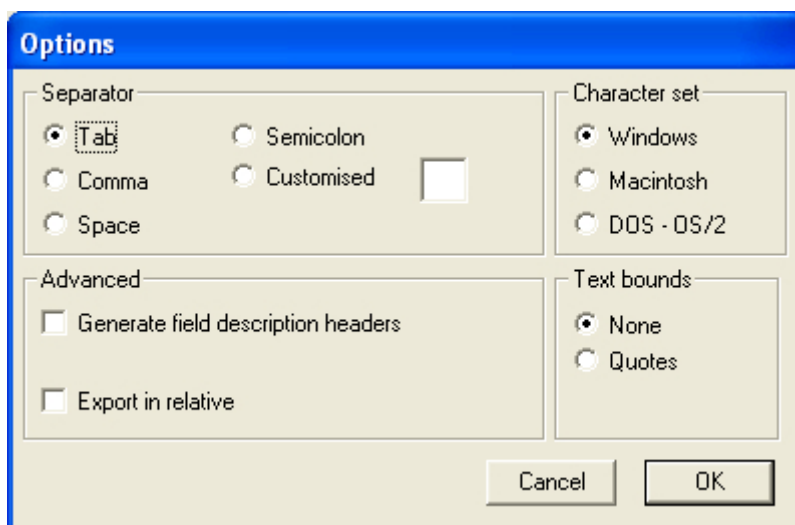 Options
Separator
Tab
Semicolon
Comma
Customised
Space
Character set
Windows
Macintosh
DOS - OS/2
Advanced
Generate field description headers
Export in relative
Text bounds
None
Quotes
Cancel
OK